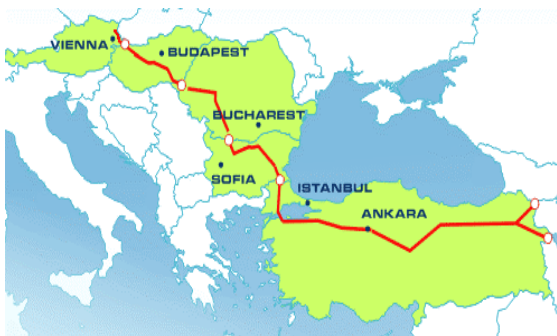 VIENNA
BUDAPEST
BUCHAREST
SOFIA
ISTANBUL
ANKARA